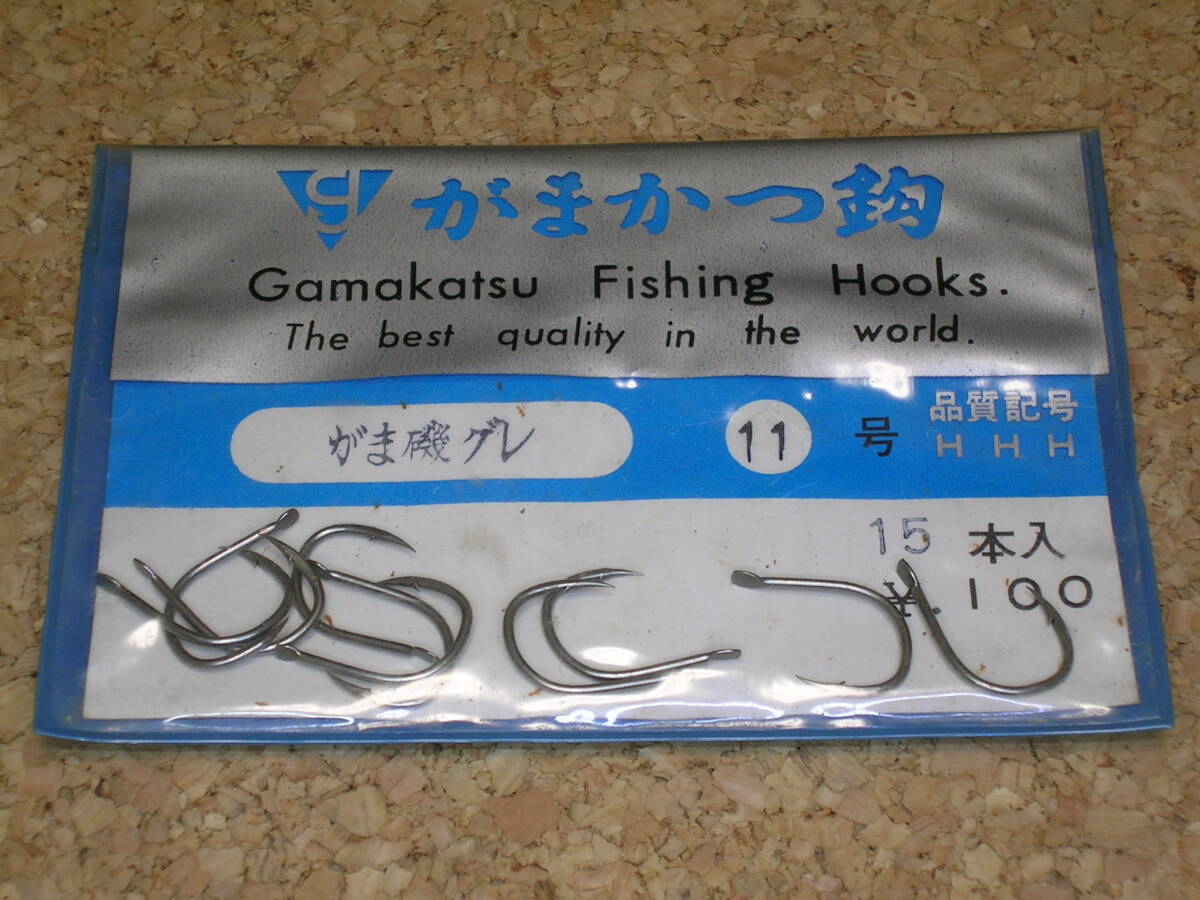 がまかつ鈎
Gamakatsu Fishing Hooks.
The best quality in the world.
がま磯グレ 11 号 品質記号
H H H
15 本入
¥.100